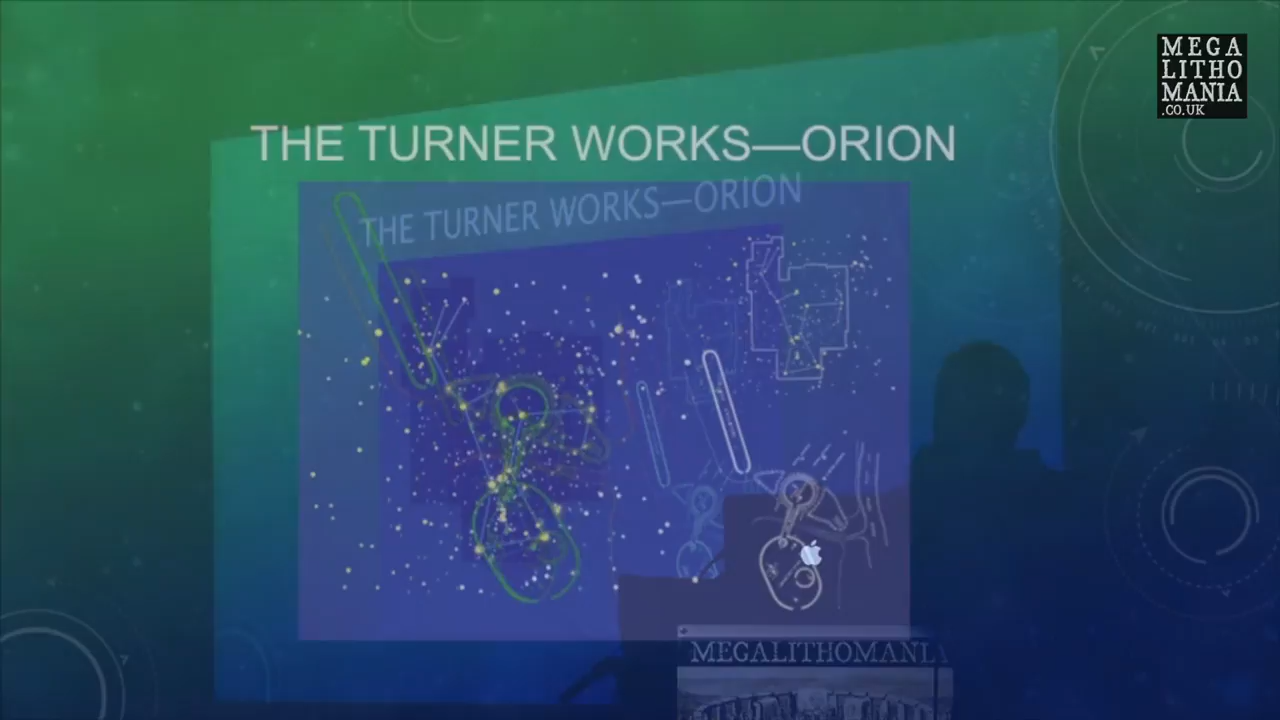 MEGA
LITHO
MANIA
.CO.UK
THE TURNER WORKS—ORION
THE TURNER WORKS—ORION
MEGALITHOMANIA